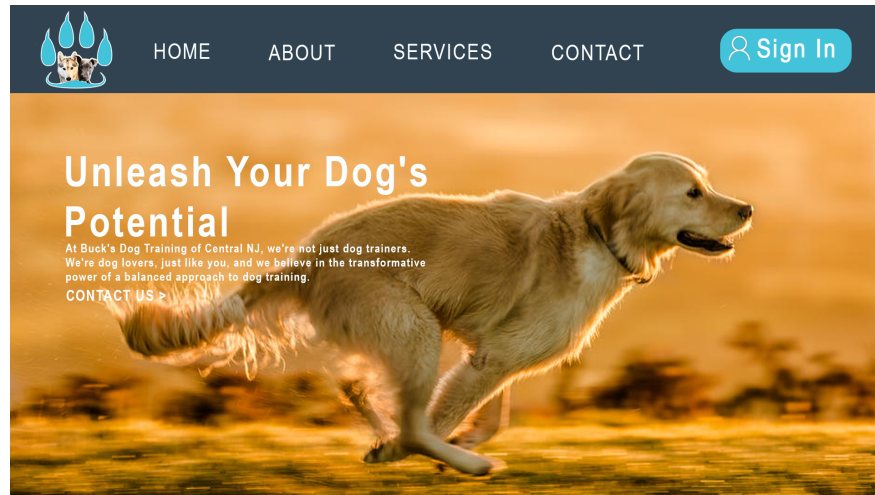 HOME ABOUT SERVICES CONTACT Sign In
Unleash Your Dog's
Potential
At Buck's Dog Training of Central NJ, we're not just dog trainers.
We're dog lovers, just like you, and we believe in the transformative
power of a balanced approach to dog training.
CONTACT US >